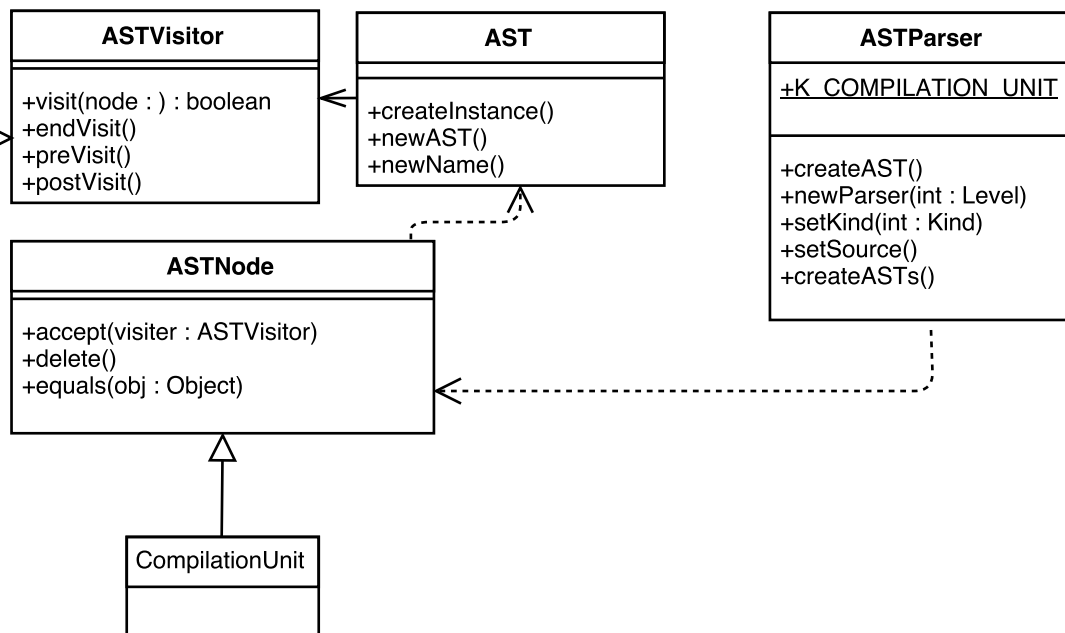 ASTVisitor
+visit(node : ) : boolean
+endVisit()
+preVisit()
+postVisit()
AST
+createInstance()
+newAST()
+newName()
ASTParser
+K_COMPILATION_UNIT
+createAST()
+newParser(int : Level)
+setKind(int : Kind)
+setSource()
+createASTs()
ASTNode
+accept(visiter : ASTVisitor)
+delete()
+equals(obj : Object)
CompilationUnit